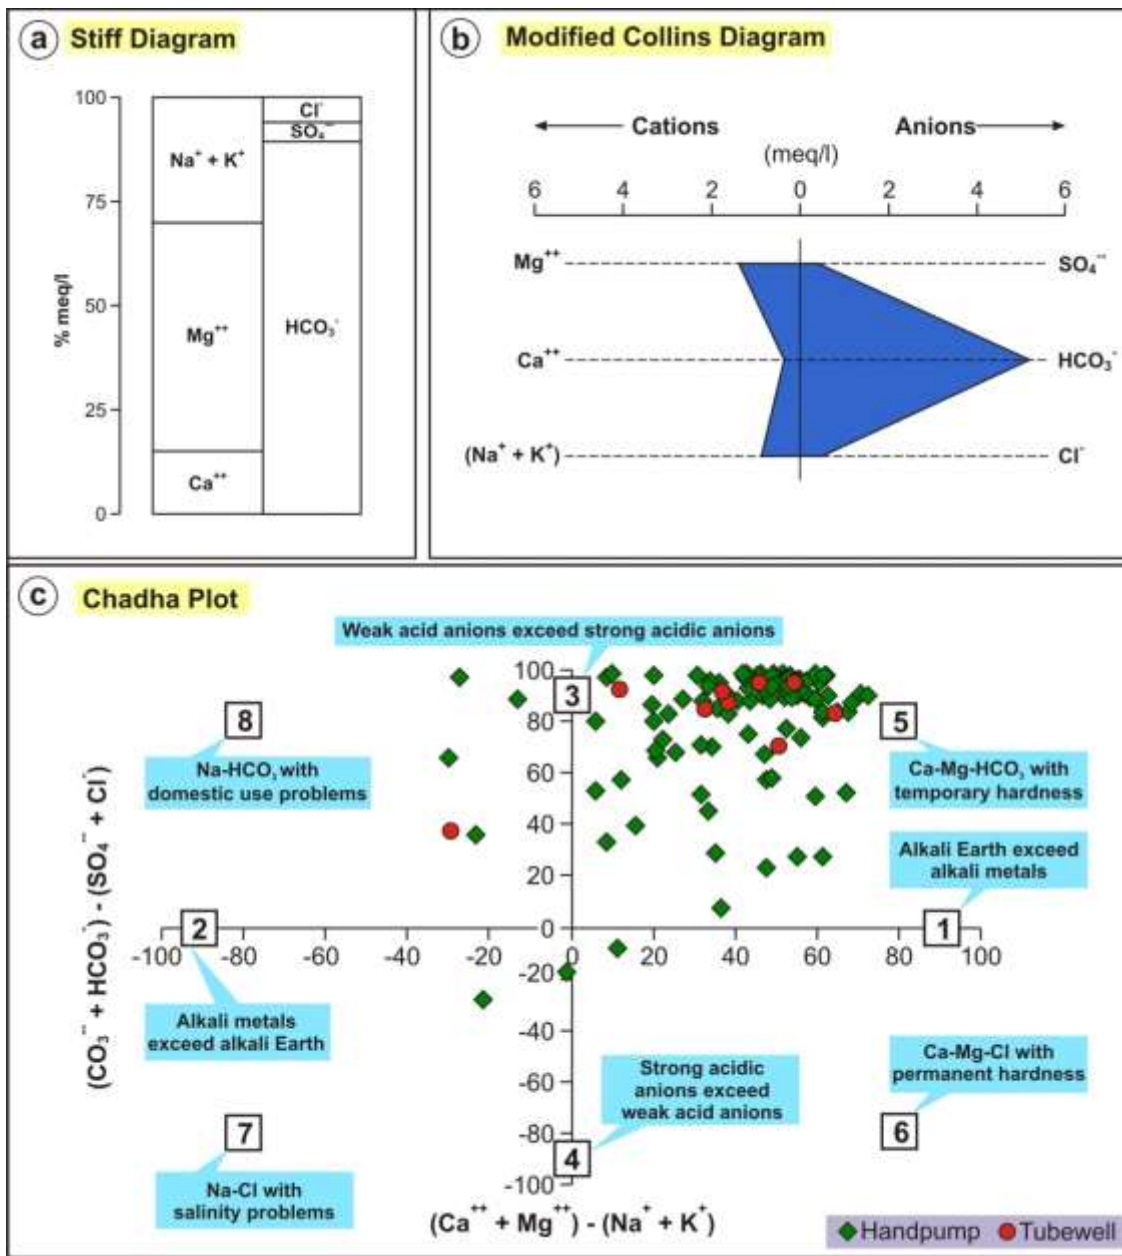 a Stiff Diagram
100
75
50
25
0
% meq/l
Na⁺ + K⁺
Mg⁺⁺
Ca⁺⁺
Cl⁻
SO₄⁻⁻
HCO₃⁻
b Modified Collins Diagram
Cations Anions
(meq/l)
6 4 2 0 2 4 6
Mg⁺⁺ SO₄⁻⁻
Ca⁺⁺ HCO₃⁻
(Na⁺ + K⁺) Cl⁻
c Chadha Plot
Weak acid anions exceed strong acidic anions
100
80
60
40
20
0
-20
-40
-60
-80
-100
-100 -80 -60 -40 -20 0 20 40 60 80 100
(CO₃⁻⁻ + HCO₃⁻) - (SO₄⁻⁻ + Cl⁻)
3
8
Na-HCO₃ with
domestic use problems
5
Ca-Mg-HCO₃ with
temporary hardness
Alkali Earth exceed
alkali metals
2
1
Alkali metals
exceed alkali Earth
Strong acidic
anions exceed
weak acid anions
Ca-Mg-Cl with
permanent hardness
7
4
6
Na-Cl with
salinity problems
(Ca⁺⁺ + Mg⁺⁺) - (Na⁺ + K⁺)
Handpump Tubewell